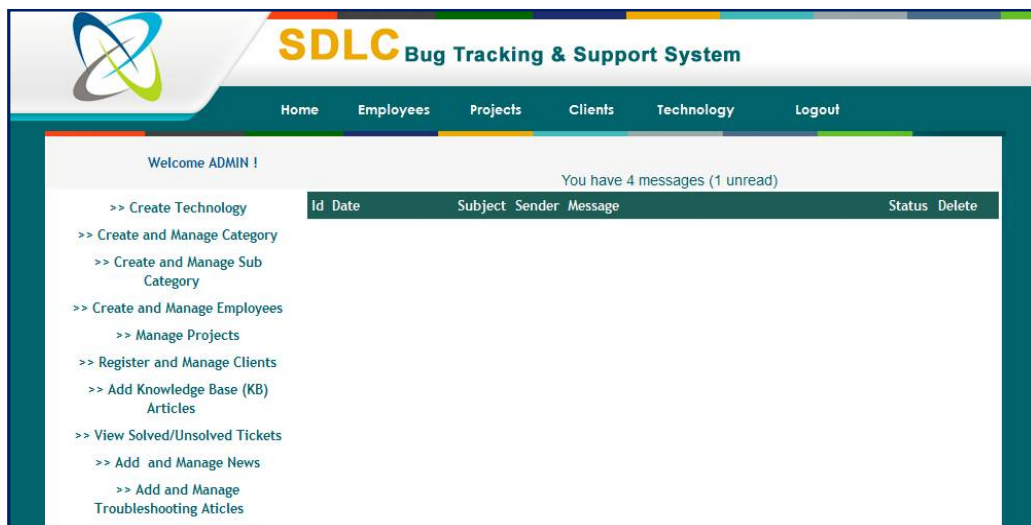 SDLC Bug Tracking & Support System
Home Employees Projects Clients Technology Logout
Welcome ADMIN !
You have 4 messages (1 unread)
Id Date Subject Sender Message Status Delete
>> Create Technology
>> Create and Manage Category
>> Create and Manage Sub
Category
>> Create and Manage Employees
>> Manage Projects
>> Register and Manage Clients
>> Add Knowledge Base (KB)
Articles
>> View Solved/Unsolved Tickets
>> Add and Manage News
>> Add and Manage
Troubleshooting Aticles